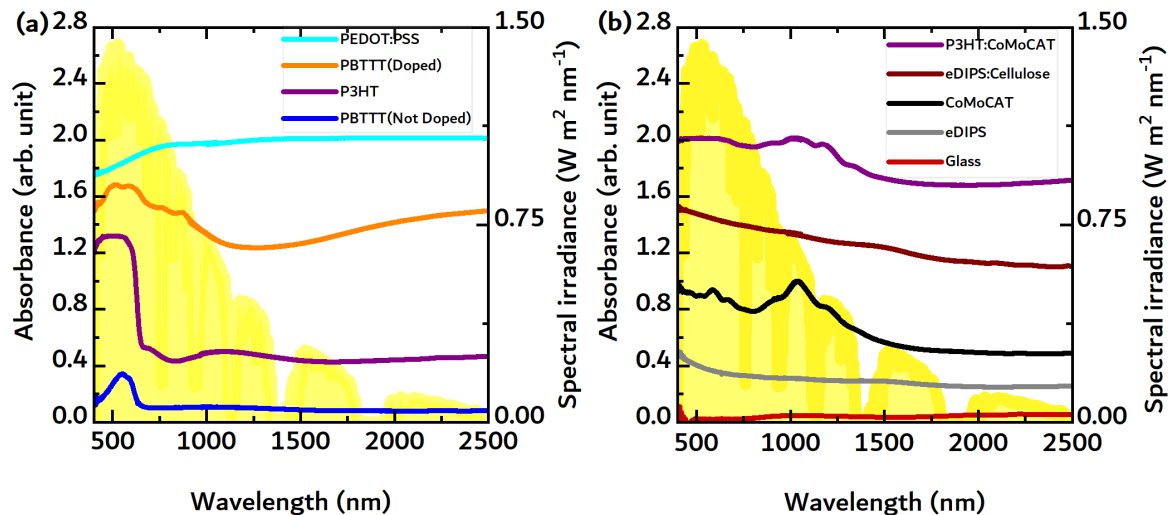 (a)
2.8
2.4
2.0
1.6
1.2
0.8
0.4
0.0
Absorbance (arb. unit)
1.50
0.75
0.00
Spectral irradiance (W m² nm⁻¹)
PEDOT:PSS
PBTTT(Doped)
P3HT
PBTTT(Not Doped)
500 1000 1500 2000 2500
Wavelength (nm)
(b)
2.8
2.4
2.0
1.6
1.2
0.8
0.4
0.0
Absorbance (arb. unit)
1.50
0.75
0.00
Spectral irradiance (W m² nm⁻¹)
P3HT:CoMoCAT
eDIPS:Cellulose
CoMoCAT
eDIPS
Glass
500 1000 1500 2000 2500
Wavelength (nm)